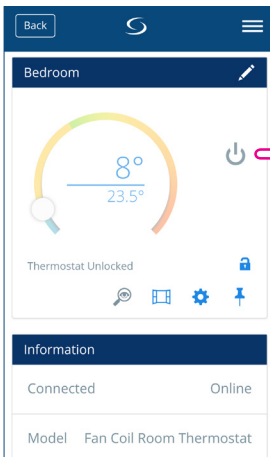 Back
Bedroom
8°
23.5°
Thermostat Unlocked
Information
Connected Online
Model Fan Coil Room Thermostat